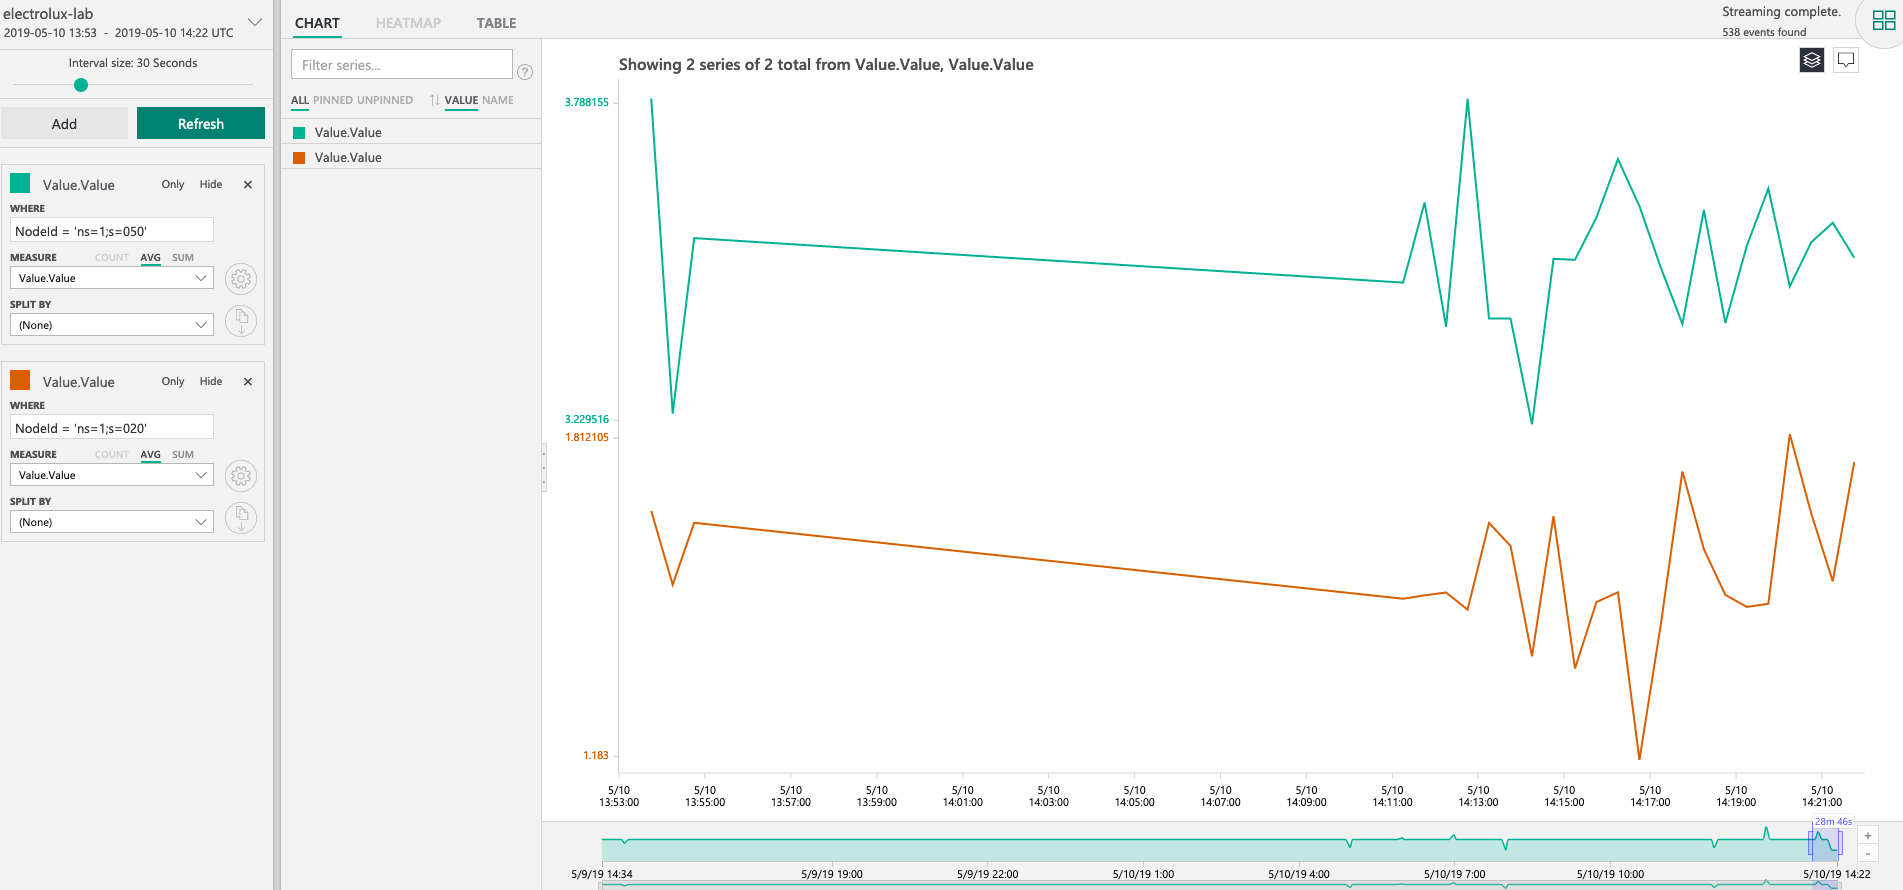 electrolux-lab
2019-05-10 13:53 - 2019-05-10 14:22 UTC
Interval size: 30 Seconds
Add
Refresh
Value.Value
Only
Hide
×
WHERE
NodeId = 'ns=1;s=050'
MEASURE
COUNT
AVG
SUM
Value.Value
SPLIT BY
(None)
Value.Value
Only
Hide
×
WHERE
NodeId = 'ns=1;s=020'
MEASURE
COUNT
AVG
SUM
Value.Value
SPLIT BY
(None)
CHART
HEATMAP
TABLE
Streaming complete.
538 events found
Filter series...
?
ALL PINNED UNPINNED
VALUE NAME
Value.Value
Value.Value
Showing 2 series of 2 total from Value.Value, Value.Value
3.788155
3.229516
1.812105
1.183
5/10
13:53:00
5/10
13:55:00
5/10
13:57:00
5/10
13:59:00
5/10
14:01:00
5/10
14:03:00
5/10
14:05:00
5/10
14:07:00
5/10
14:09:00
5/10
14:11:00
5/10
14:13:00
5/10
14:15:00
5/10
14:17:00
5/10
14:19:00
5/10
14:21:00
28m 46s
+
-
5/9/19 14:34
5/9/19 19:00
5/9/19 22:00
5/10/19 1:00
5/10/19 4:00
5/10/19 7:00
5/10/19 10:00
5/10/19 14:22